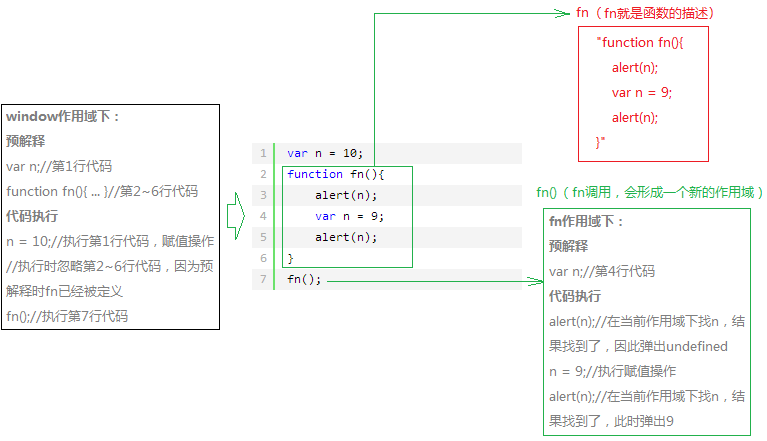 fn（fn就是函数的描述）
"function fn(){
alert(n);
var n = 9;
alert(n);
}"
window作用域下：
预解释
var n;//第1行代码
function fn(){ ... }//第2~6行代码
代码执行
n = 10;//执行第1行代码，赋值操作
//执行时忽略第2~6行代码，因为预
解释时fn已经被定义
fn();//执行第7行代码
1 var n = 10;
2 function fn(){
3 alert(n);
4 var n = 9;
5 alert(n);
6 }
7 fn();
fn()（fn调用，会形成一个新的作用域）
fn作用域下：
预解释
var n;//第4行代码
代码执行
alert(n);//在当前作用域下找n，结
果找到了，因此弹出undefined
n = 9;//执行赋值操作
alert(n);//在当前作用域下找n，结
果找到了，此时弹出9